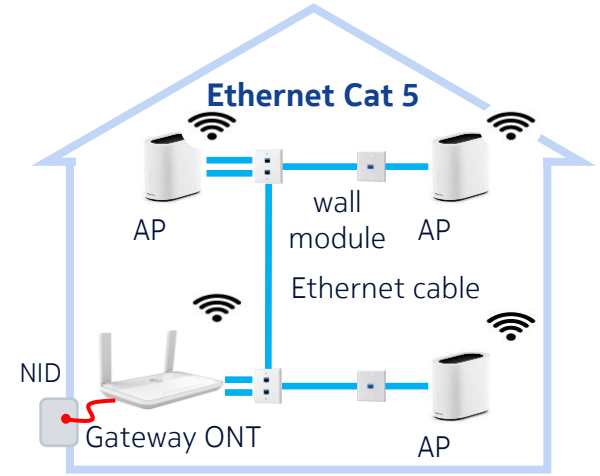 Ethernet Cat 5
AP
wall
module
AP
Ethernet cable
NID
Gateway ONT
AP